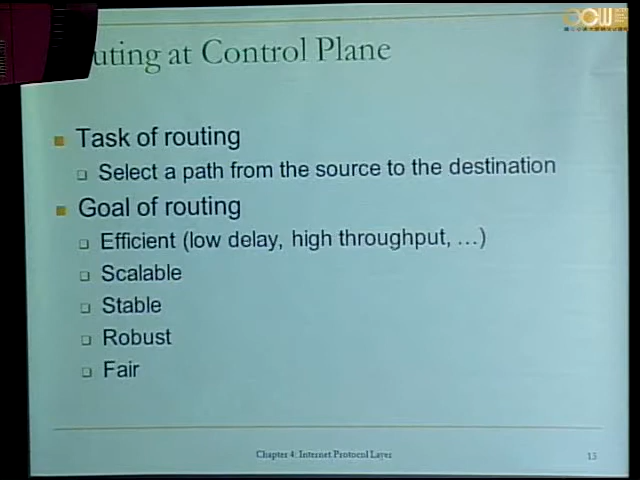 uting at Control Plane
Task of routing
Select a path from the source to the destination
Goal of routing
Efficient (low delay, high throughput, …)
Scalable
Stable
Robust
Fair
Chapter 4: Internet Protocol Layer
13